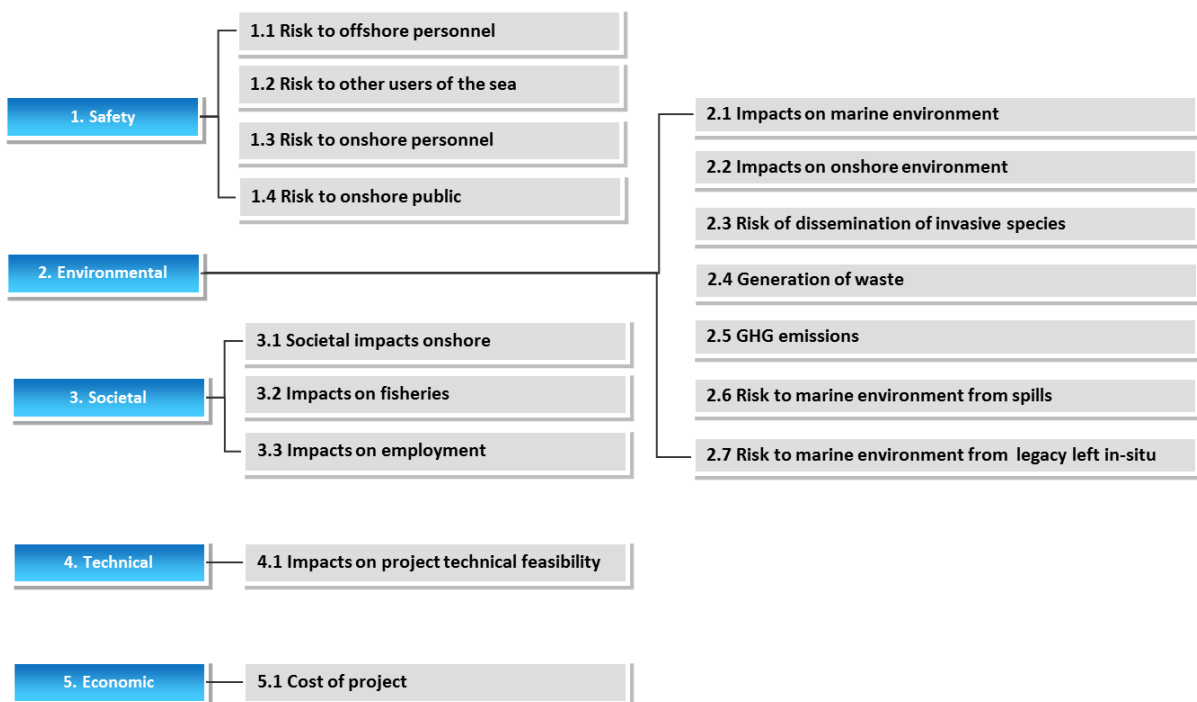 1. Safety
1.1 Risk to offshore personnel
1.2 Risk to other users of the sea
1.3 Risk to onshore personnel
1.4 Risk to onshore public
2. Environmental
2.1 Impacts on marine environment
2.2 Impacts on onshore environment
2.3 Risk of dissemination of invasive species
2.4 Generation of waste
2.5 GHG emissions
2.6 Risk to marine environment from spills
2.7 Risk to marine environment from legacy left in-situ
3. Societal
3.1 Societal impacts onshore
3.2 Impacts on fisheries
3.3 Impacts on employment
4. Technical
4.1 Impacts on project technical feasibility
5. Economic
5.1 Cost of project